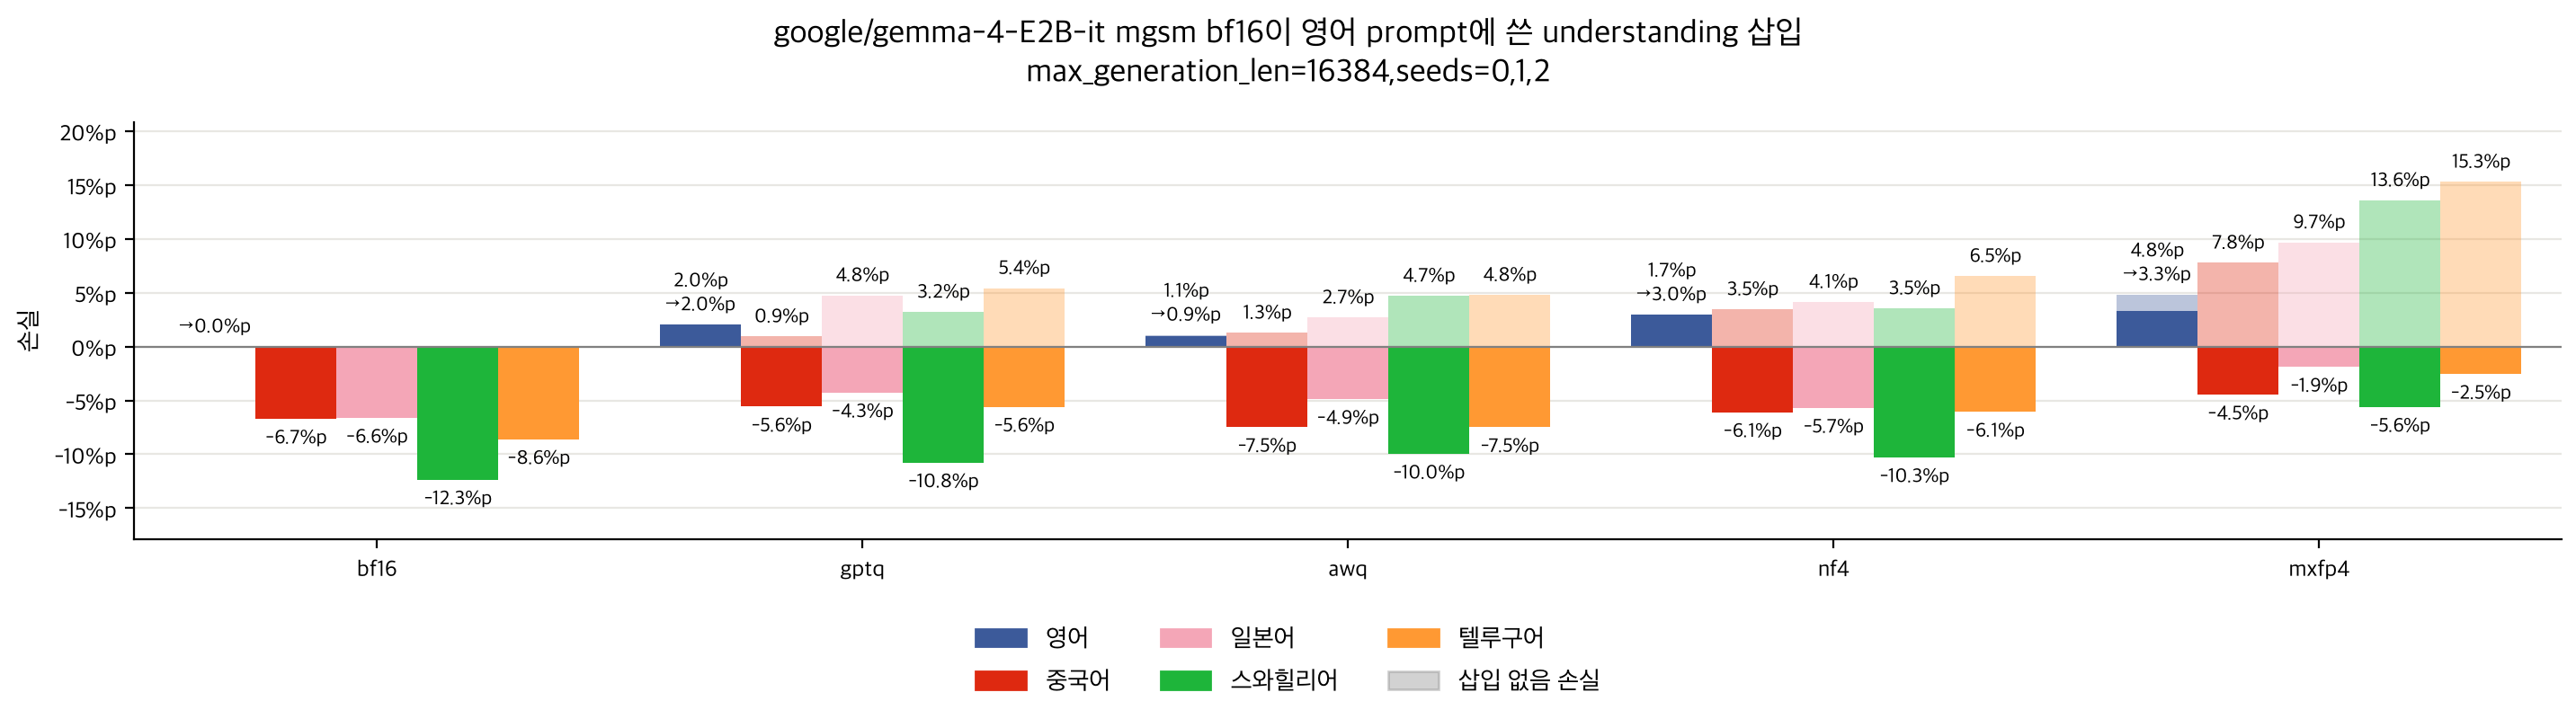 google/gemma-4-E2B-it mgsm bf16이 영어 prompt에 쓴 understanding 삽입
max_generation_len=16384,seeds=0,1,2
손실
20%p
15%p
10%p
5%p
0%p
-5%p
-10%p
-15%p
→0.0%p
-6.7%p
-6.6%p
-12.3%p
-8.6%p
2.0%p
→2.0%p
0.9%p
4.8%p
3.2%p
5.4%p
-5.6%p
-4.3%p
-10.8%p
-5.6%p
1.1%p
→0.9%p
1.3%p
2.7%p
4.7%p
4.8%p
-7.5%p
-4.9%p
-10.0%p
-7.5%p
1.7%p
→3.0%p
3.5%p
4.1%p
3.5%p
6.5%p
-6.1%p
-5.7%p
-10.3%p
-6.1%p
4.8%p
→3.3%p
7.8%p
9.7%p
13.6%p
15.3%p
-4.5%p
-1.9%p
-5.6%p
-2.5%p
bf16
gptq
awq
nf4
mxfp4
영어
중국어
일본어
스와힐리어
텔루구어
삽입 없음 손실